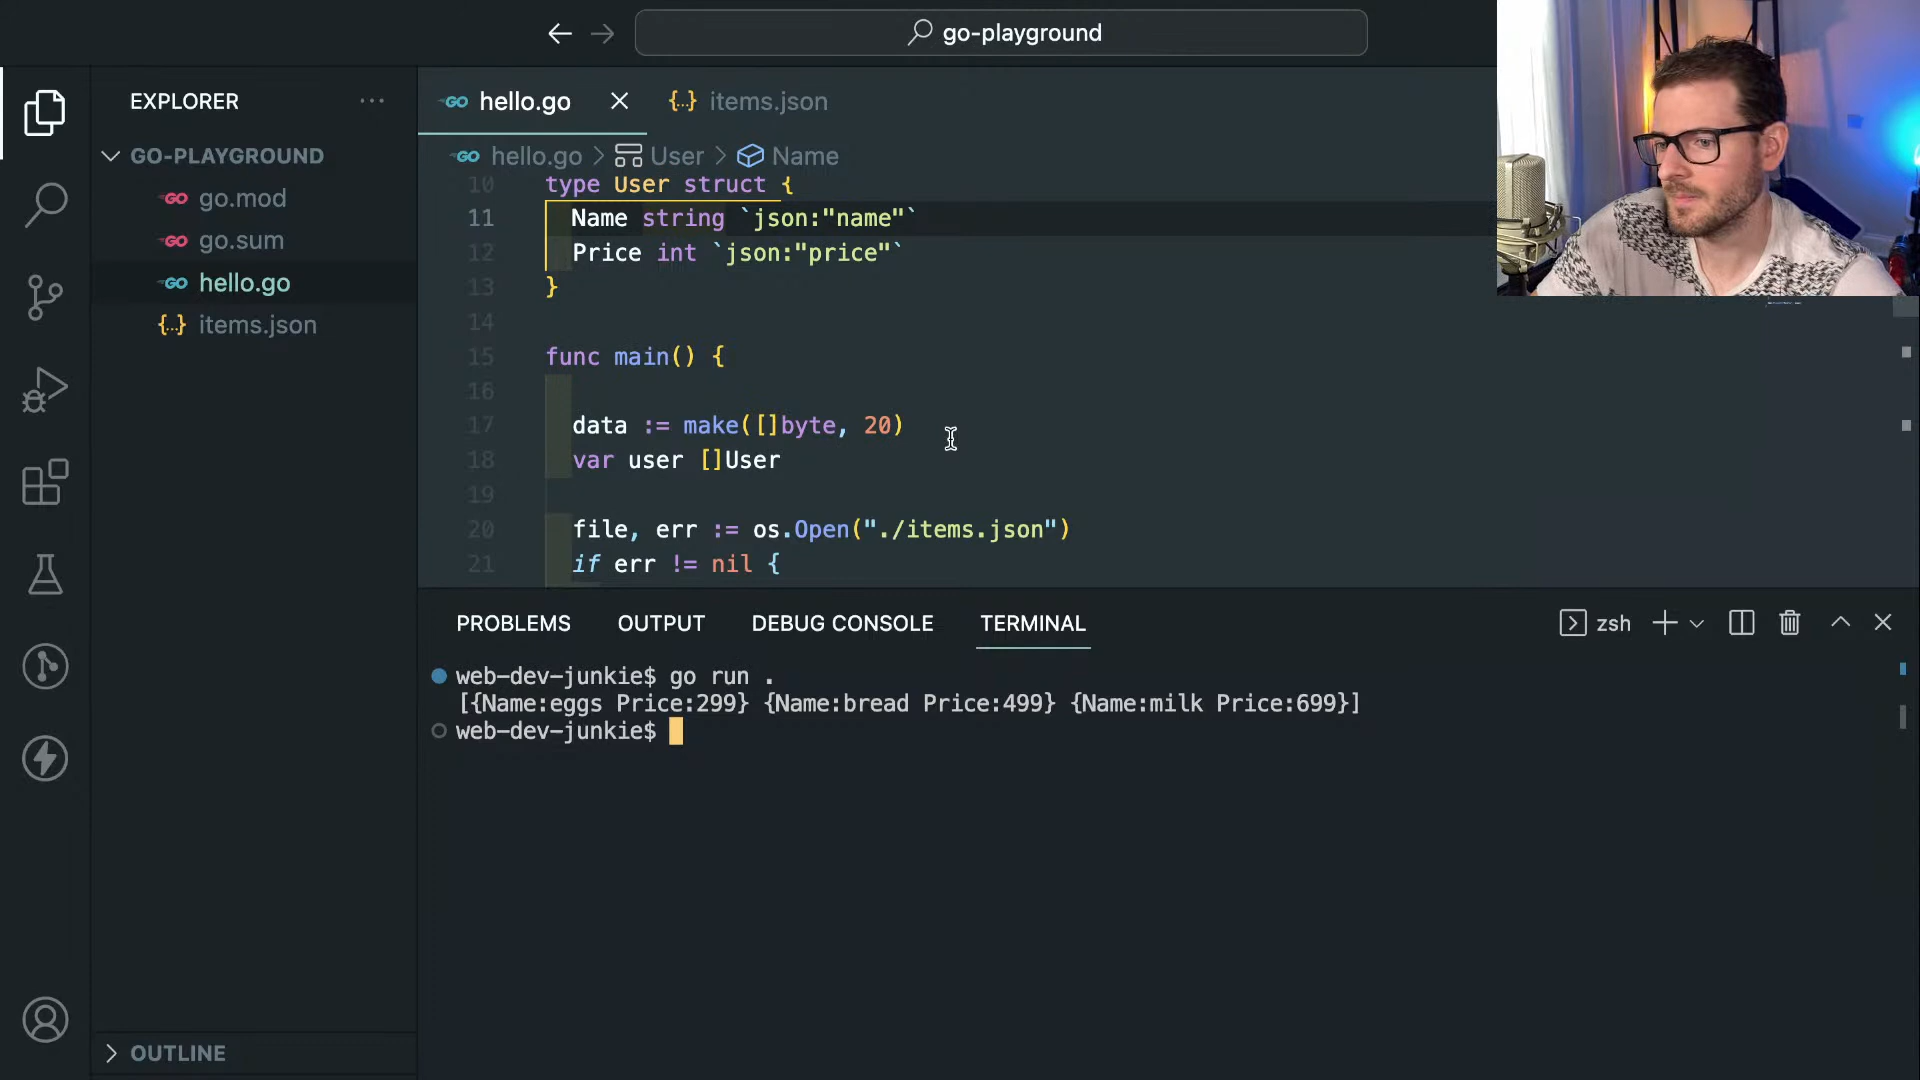 go-playground
EXPLORER
GO-PLAYGROUND
go.mod
go.sum
hello.go
items.json
OUTLINE
hello.go
items.json
hello.go > User > Name
10 type User struct {
11 Name string `json:"name"`
12 Price int `json:"price"`
13 }
14
15 func main() {
16
17 data := make([]byte, 20)
18 var user []User
19
20 file, err := os.Open("./items.json")
21 if err != nil {
PROBLEMS OUTPUT DEBUG CONSOLE TERMINAL
zsh
web-dev-junkie$ go run .
[{Name:eggs Price:299} {Name:bread Price:499} {Name:milk Price:699}]
web-dev-junkie$